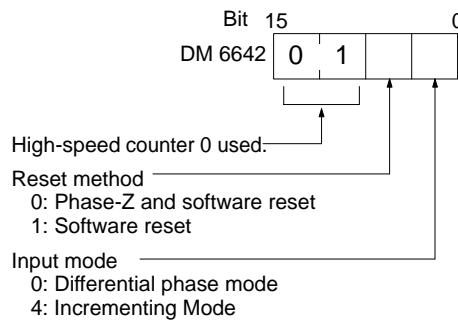 Bit 15 0
DM 6642 0 1
High-speed counter 0 used.
Reset method
0: Phase-Z and software reset
1: Software reset
Input mode
0: Differential phase mode
4: Incrementing Mode